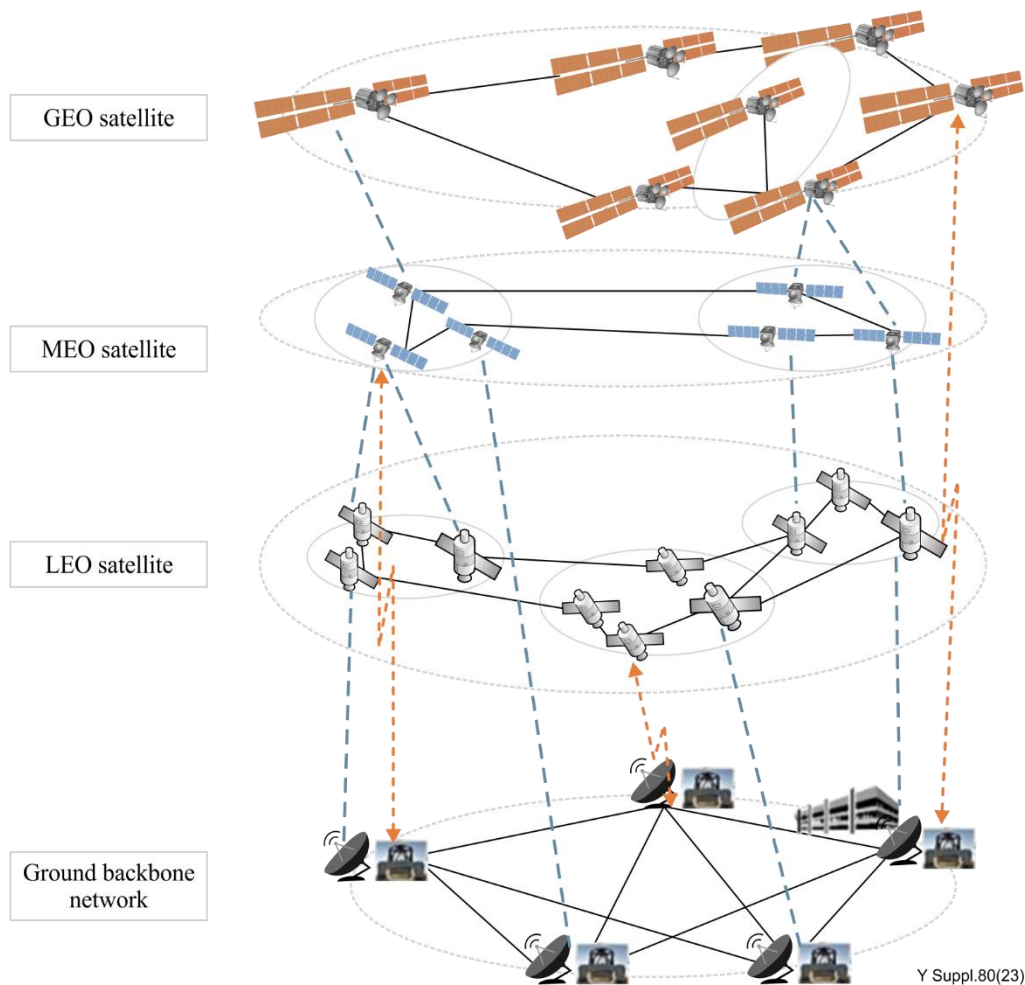 GEO satellite
MEO satellite
LEO satellite
Ground backbone
network
Y Suppl.80(23)